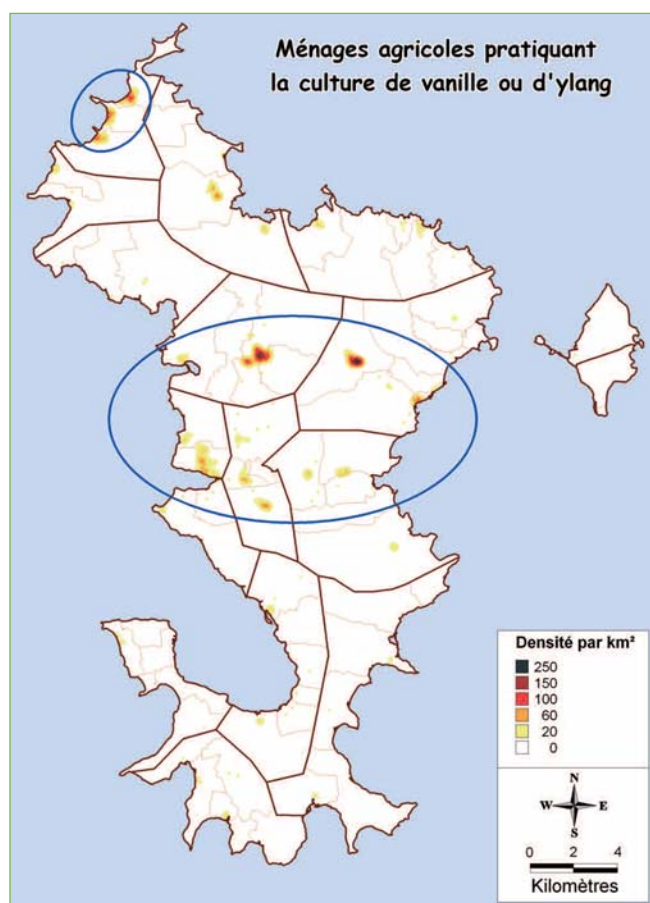 Ménages agricoles pratiquant
la culture de vanille ou d'ylang
Densité par km²
250
150
100
60
20
0
N
W E
S
0 2 4
Kilomètres